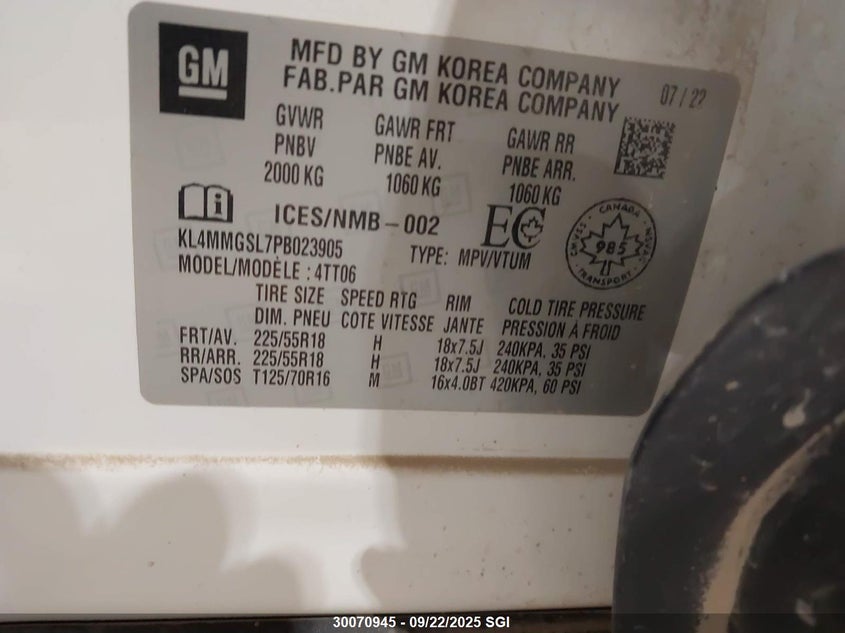 GM
MFD BY GM KOREA COMPANY
FAB.PAR GM KOREA COMPANY
07/22
GVWR GAWR FRT GAWR RR
PNBV PNBE AV. PNBE ARR.
2000 KG 1060 KG 1060 KG
ICES/NMB-002 EC
KL4MMGSL7PB023905 TYPE: MPV/VTUM
MODEL/MODÈLE : 4TT06
CANADA
985
TRANSPORT
TIRE SIZE SPEED RTG RIM COLD TIRE PRESSURE
DIM. PNEU COTE VITESSE JANTE PRESSION À FROID
FRT/AV. 225/55R18 H 18x7.5J 240KPA, 35 PSI
RR/ARR. 225/55R18 H 18x7.5J 240KPA, 35 PSI
SPA/SOS T125/70R16 M 16x4.0BT 420KPA, 60 PSI
30070945 - 09/22/2025 SGI